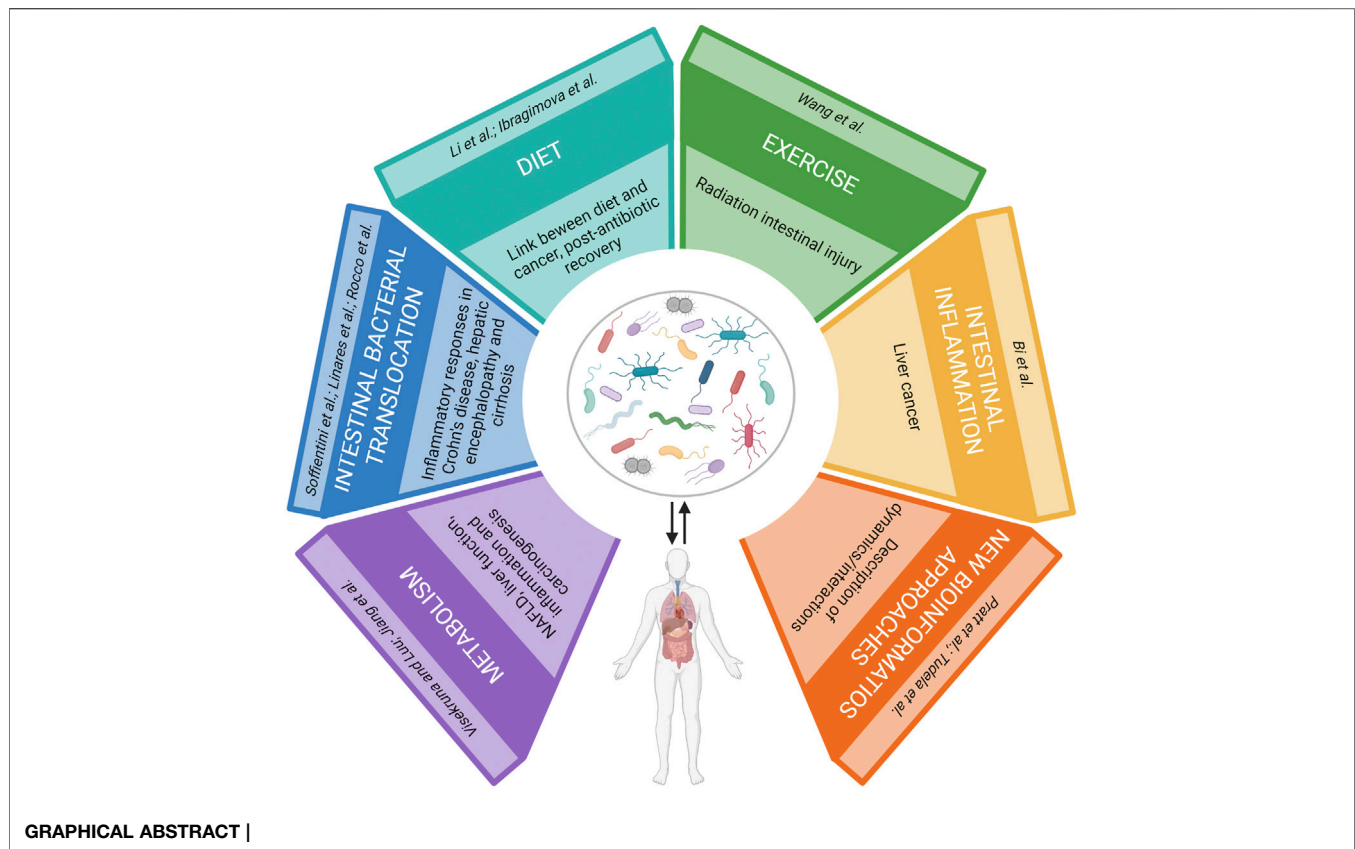 Li et al.; Ibragimova et al.
DIET
Link beween diet and
cancer, post-antibiotic
recovery
Wang et al.
EXERCISE
Radiation intestinal injury
Bi et al.
INTESTINAL
INFLAMMATION
Liver cancer
Pratt et al.; Tudela et al.
NEW BIOINFORMATIOS
APPROACHES
Description of
dynamics/interactions
Visekruna and Luu; Jiang et al.
METABOLISM
NAFLD, liver function,
inflammation and
carcinogenesis
Soffientini et al.; Linares et al.; Rocco et al.
INTESTINAL BACTERIAL
TRANSLOCATION
Inflammatory responses in
Crohn's disease, hepatic
encephalopathy and
cirrhosis
GRAPHICAL ABSTRACT |